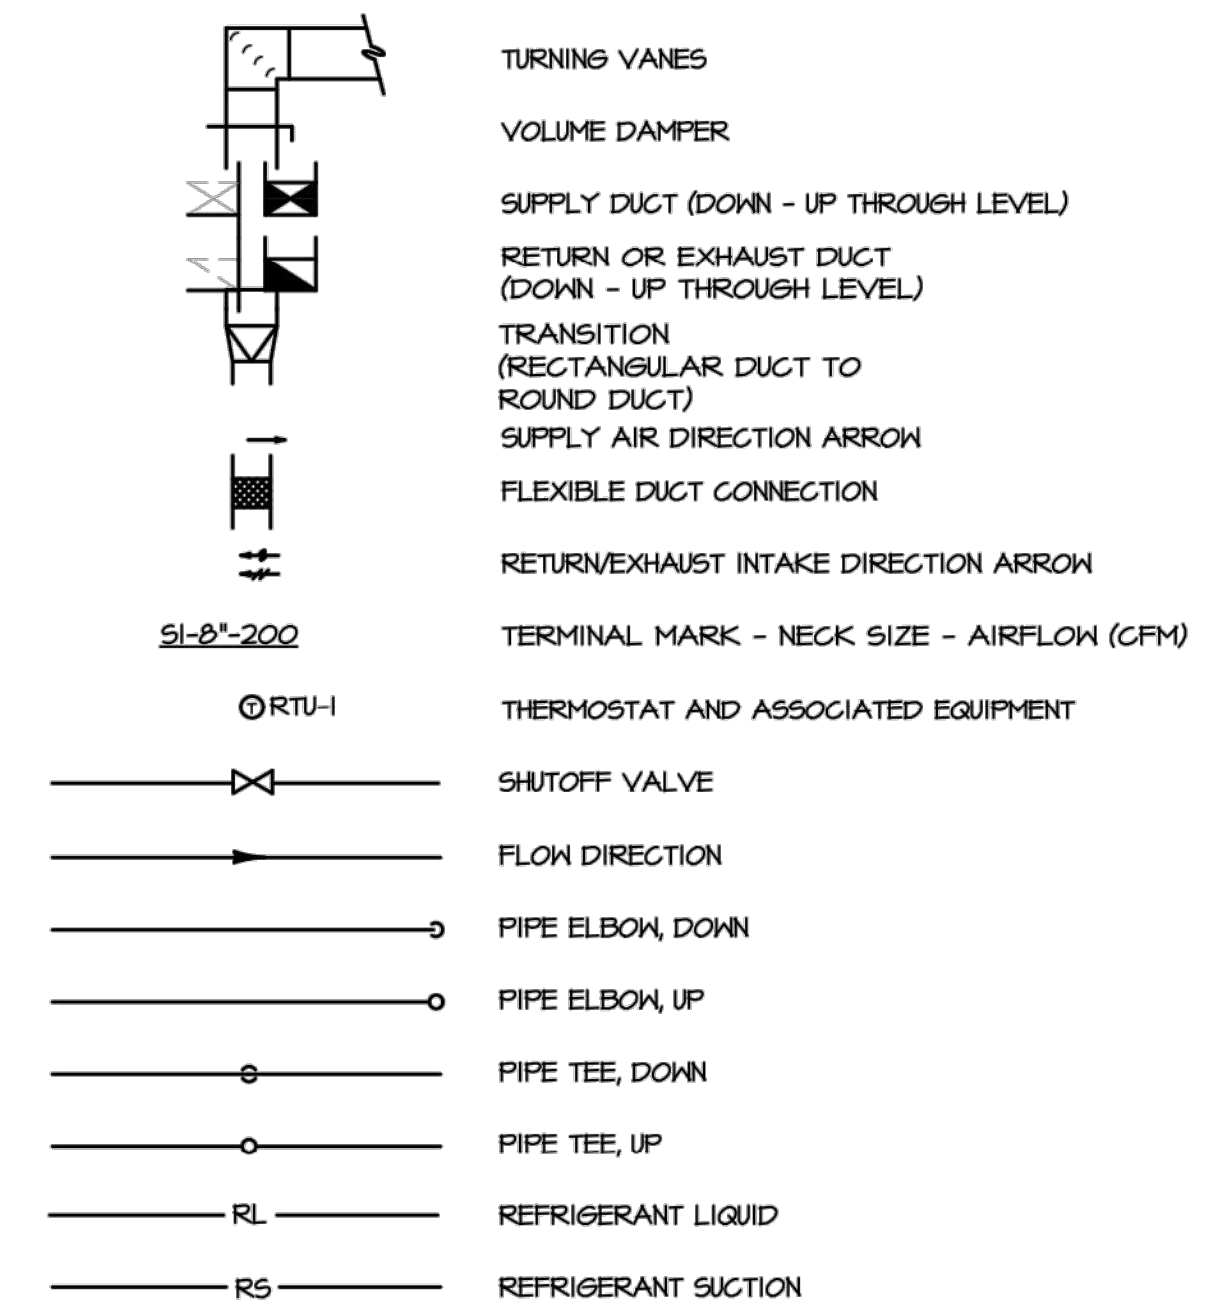 TURNING VANES
VOLUME DAMPER
SUPPLY DUCT (DOWN - UP THROUGH LEVEL)
RETURN OR EXHAUST DUCT
(DOWN - UP THROUGH LEVEL)
TRANSITION
(RECTANGULAR DUCT TO
ROUND DUCT)
SUPPLY AIR DIRECTION ARROW
FLEXIBLE DUCT CONNECTION
RETURN/EXHAUST INTAKE DIRECTION ARROW
S1-8"-200 TERMINAL MARK - NECK SIZE - AIRFLOW (CFM)
T RTU-1 THERMOSTAT AND ASSOCIATED EQUIPMENT
SHUTOFF VALVE
FLOW DIRECTION
PIPE ELBOW, DOWN
PIPE ELBOW, UP
PIPE TEE, DOWN
PIPE TEE, UP
RL REFRIGERANT LIQUID
RS REFRIGERANT SUCTION